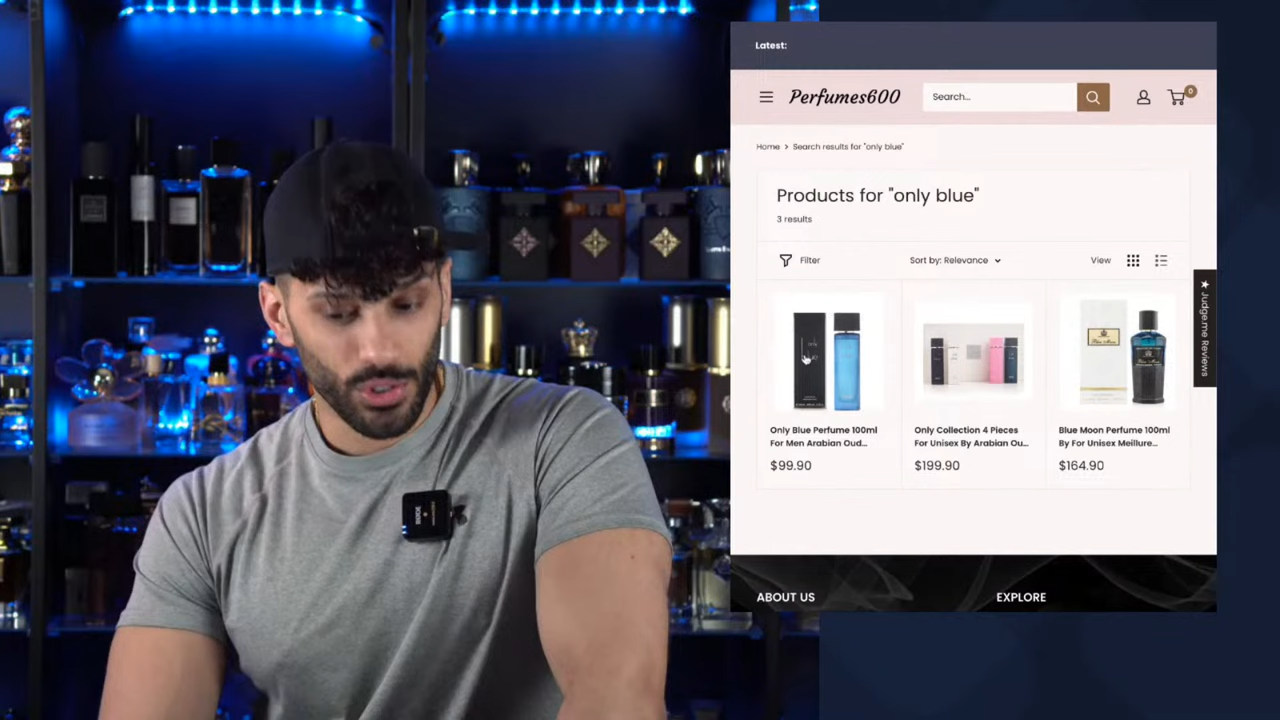 Latest:
Perfumes600
Search...
0
Home > Search results for "only blue"
Products for "only blue"
3 results
Filter
Sort by: Relevance
View
★ Judge.me Reviews
Only Blue Perfume 100ml
For Men Arabian Oud...
$99.90
Only Collection 4 Pieces
For Unisex By Arabian Ou...
$199.90
Blue Moon Perfume 100ml
By For Unisex Meillure...
$164.90
ABOUT US
EXPLORE